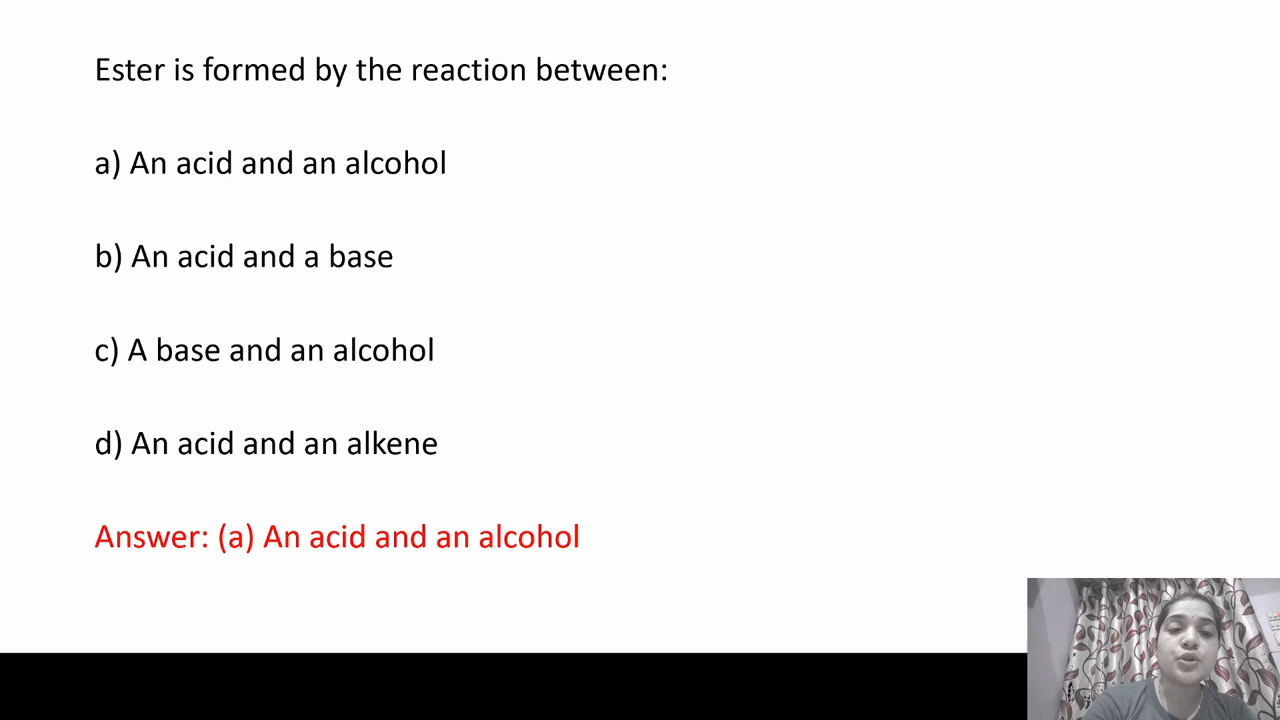 Ester is formed by the reaction between:
a) An acid and an alcohol
b) An acid and a base
c) A base and an alcohol
d) An acid and an alkene
Answer: (a) An acid and an alcohol